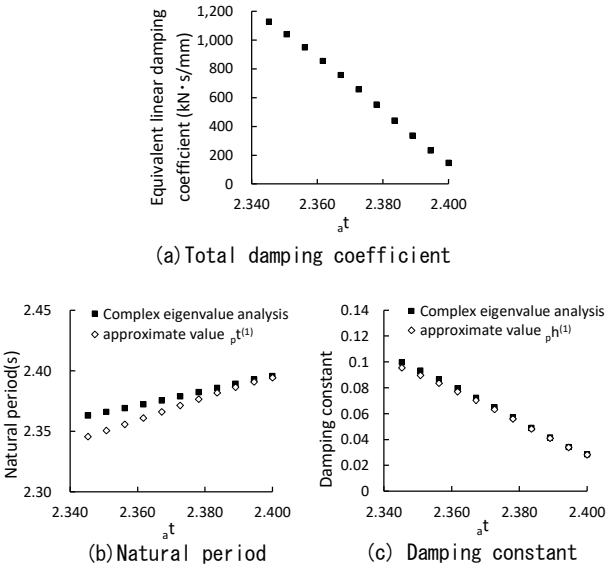 Equivalent linear damping
coefficient (kN・s/mm)
1,200
1,000
800
600
400
200
0
2.340 2.360 2.380 2.400
ₐt
(a)Total damping coefficient
Natural period(s)
2.45
2.40
2.35
2.30
■ Complex eigenvalue analysis
◇ approximate value ₚt⁽¹⁾
2.340 2.360 2.380 2.400
ₐt
(b)Natural period
Damping constant
0.14
0.12
0.1
0.08
0.06
0.04
0.02
0
■ Complex eigenvalue analysis
◇ approximate value ₚh⁽¹⁾
2.340 2.360 2.380 2.400
ₐt
(c) Damping constant